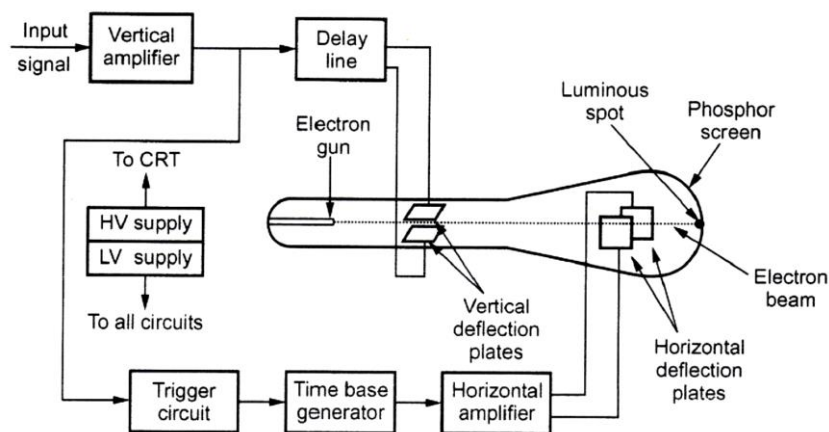 Input
signal
Vertical
amplifier
Delay
line
Luminous
spot
Phosphor
screen
Electron
gun
To CRT
HV supply
LV supply
To all circuits
Vertical
deflection
plates
Electron
beam
Horizontal
deflection
plates
Trigger
circuit
Time base
generator
Horizontal
amplifier